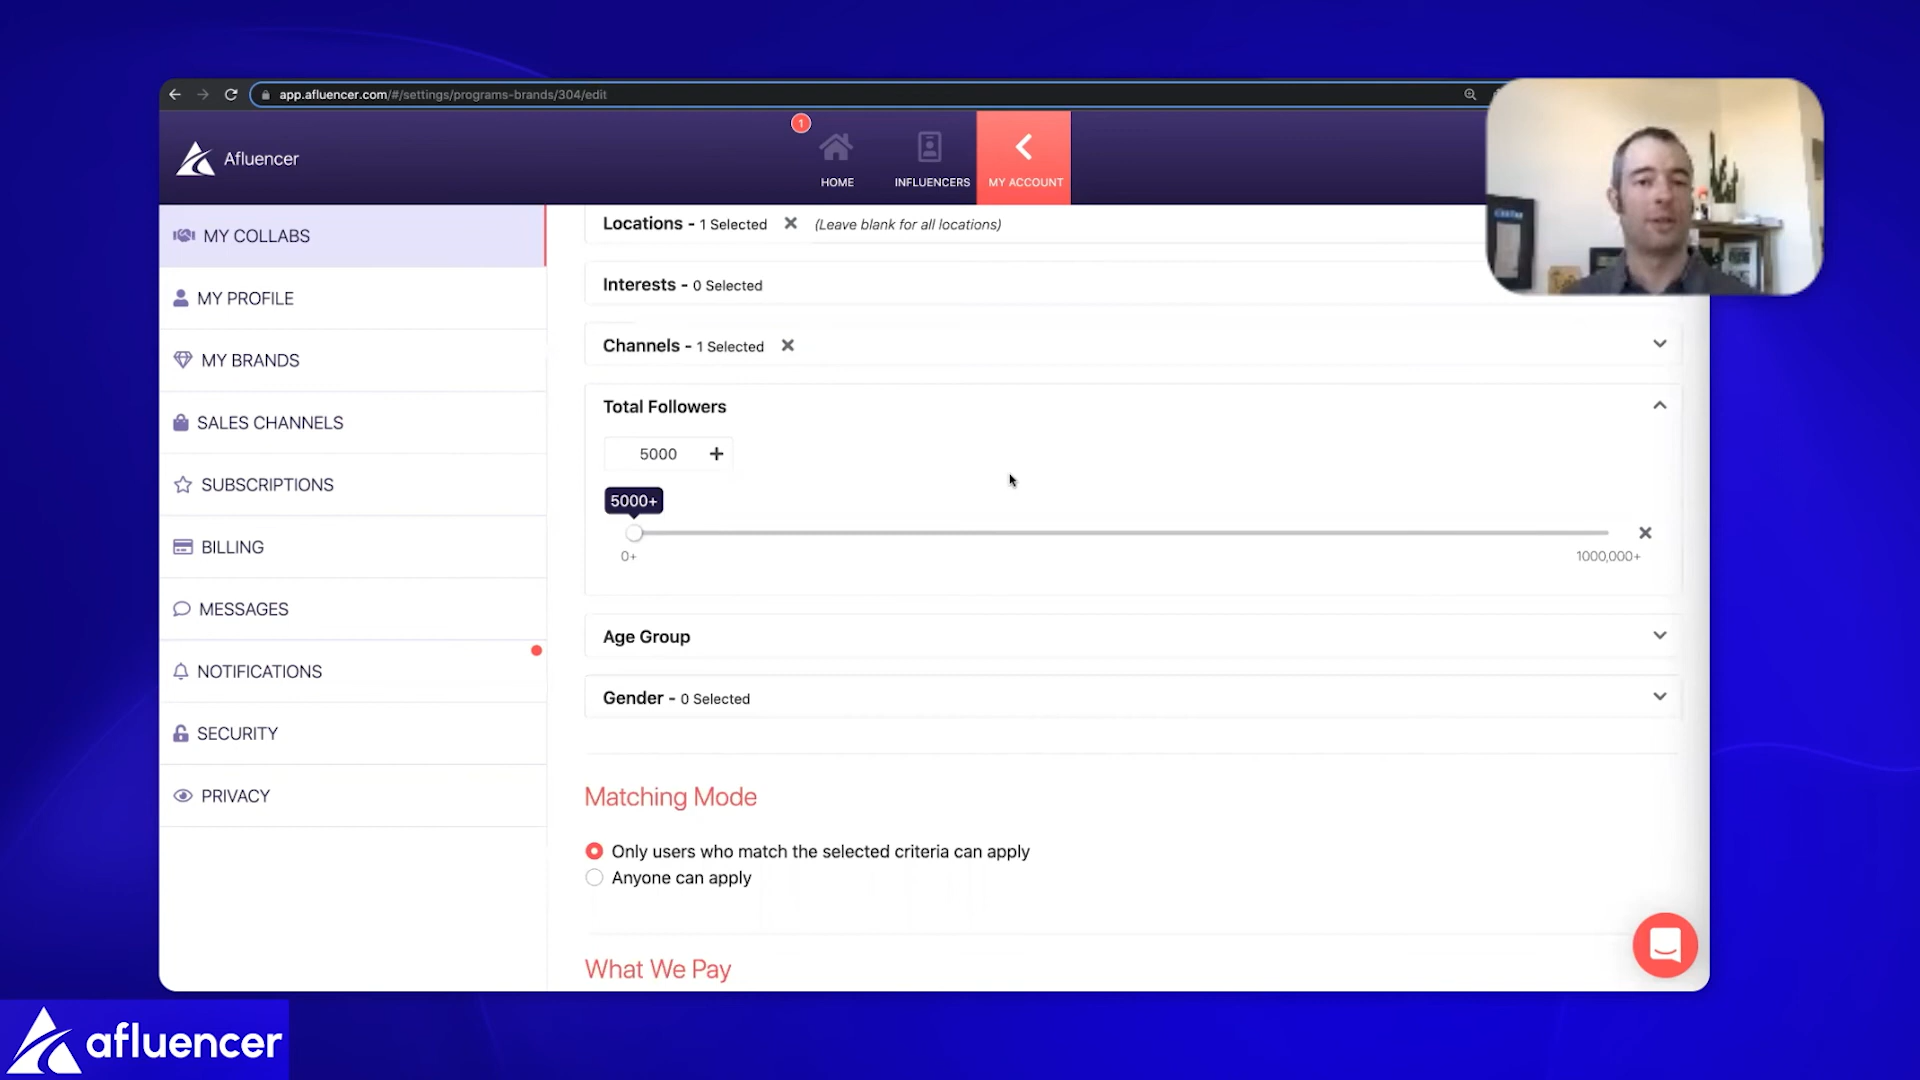 app.afluencer.com/#/settings/programs-brands/304/edit
Afluencer
1
HOME
INFLUENCERS
MY ACCOUNT
MY COLLABS
MY PROFILE
MY BRANDS
SALES CHANNELS
SUBSCRIPTIONS
BILLING
MESSAGES
NOTIFICATIONS
SECURITY
PRIVACY
Locations - 1 Selected (Leave blank for all locations)
Interests - 0 Selected
Channels - 1 Selected
Total Followers
5000 +
5000+
0+ 1000,000+
Age Group
Gender - 0 Selected
Matching Mode
Only users who match the selected criteria can apply
Anyone can apply
What We Pay
afluencer